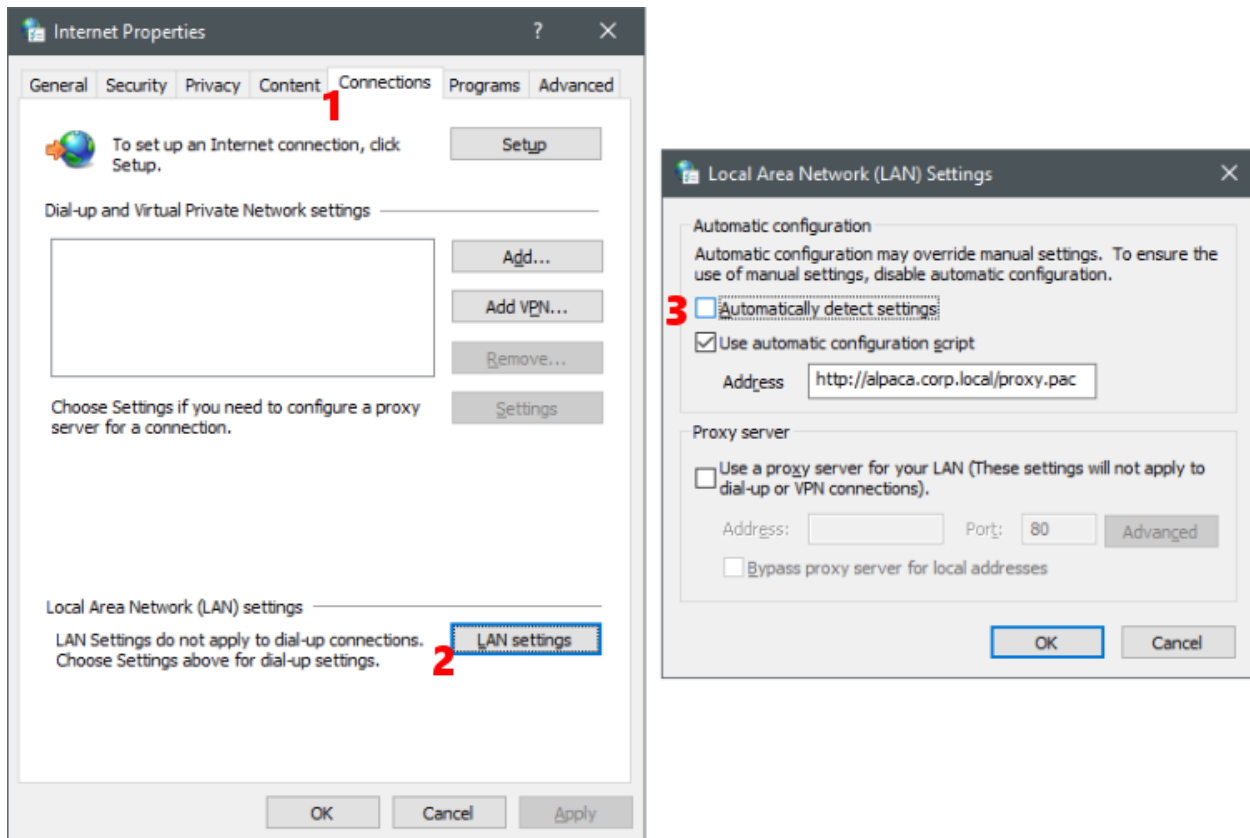 Internet Properties
General Security Privacy Content Connections Programs Advanced
1
To set up an Internet connection, click
Setup.
Setup
Dial-up and Virtual Private Network settings
Add...
Add VPN...
Remove...
Choose Settings if you need to configure a proxy
server for a connection.
Settings
Local Area Network (LAN) settings
LAN Settings do not apply to dial-up connections.
Choose Settings above for dial-up settings.
2
LAN settings
OK Cancel Apply
Local Area Network (LAN) Settings
Automatic configuration
Automatic configuration may override manual settings. To ensure the
use of manual settings, disable automatic configuration.
3
Automatically detect settings
Use automatic configuration script
Address http://alpaca.corp.local/proxy.pac
Proxy server
Use a proxy server for your LAN (These settings will not apply to
dial-up or VPN connections).
Address: Port: 80 Advanced
Bypass proxy server for local addresses
OK Cancel